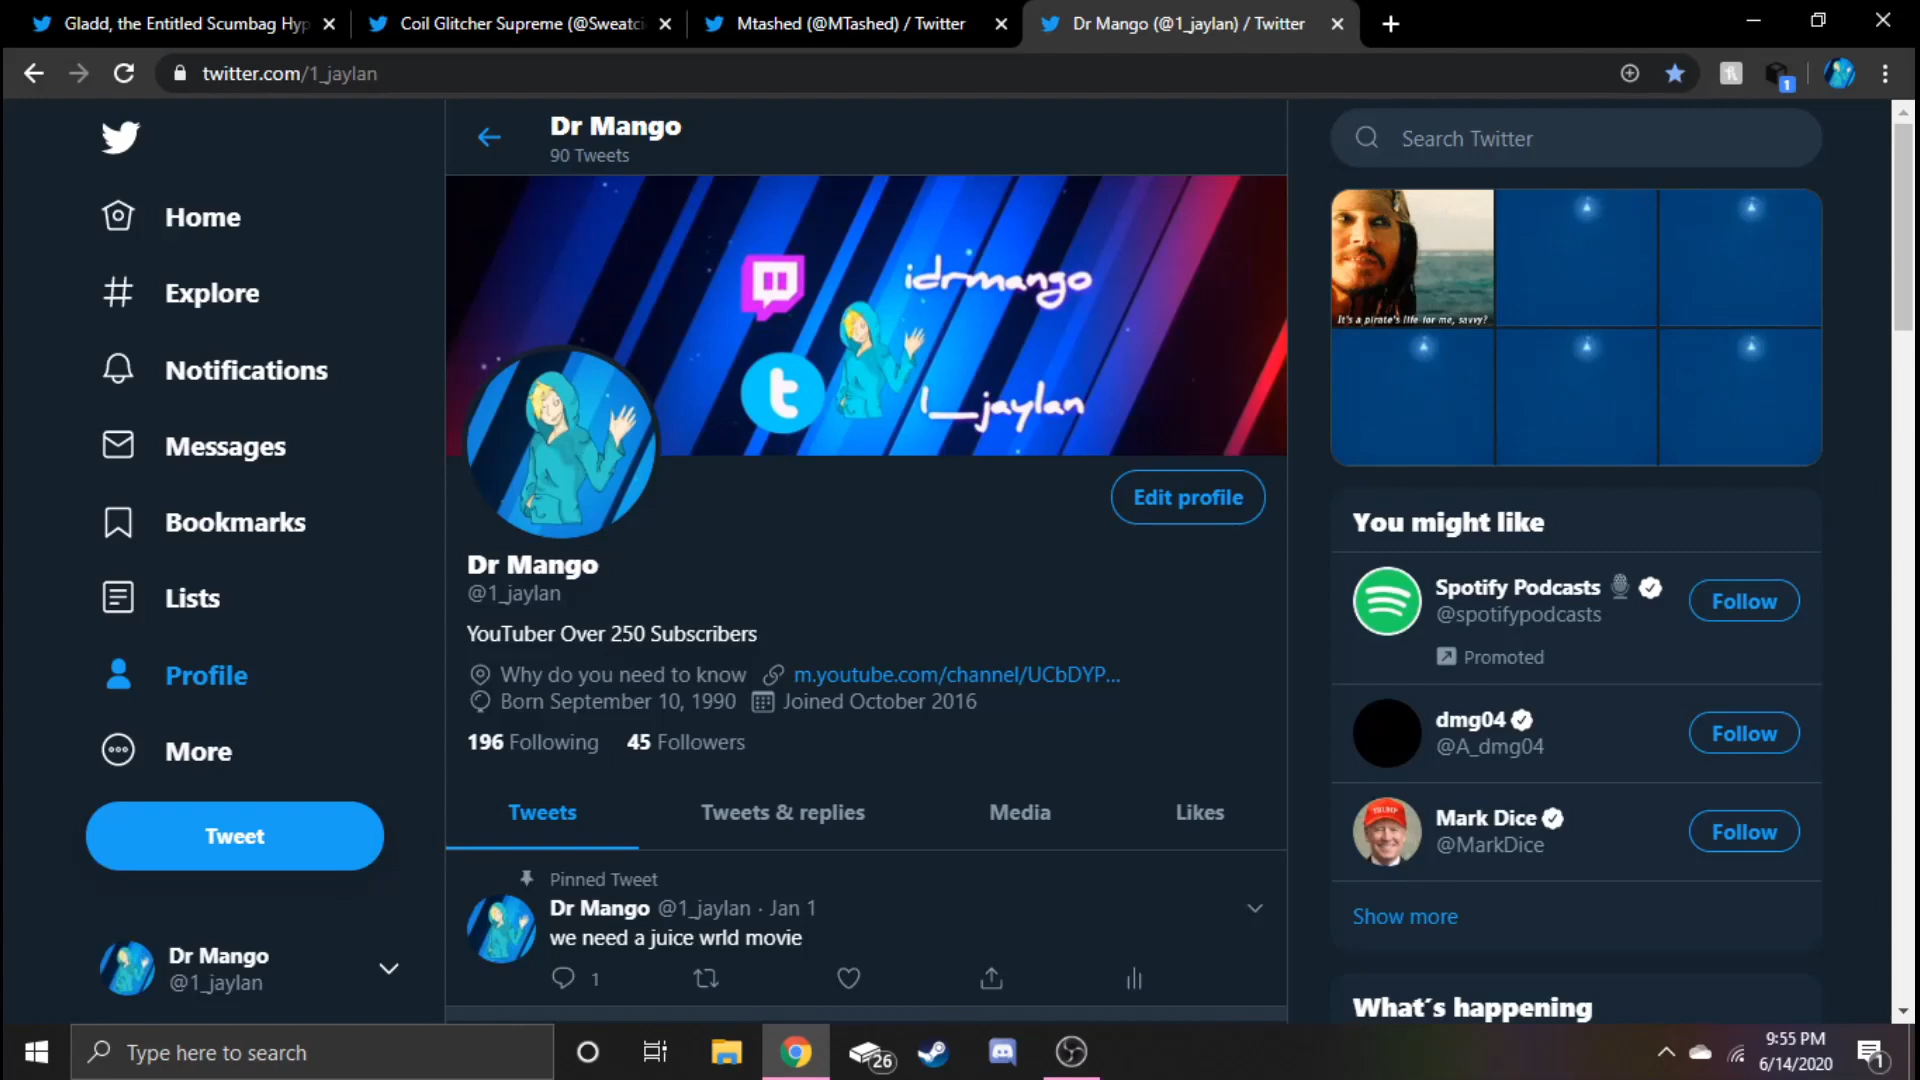 Gladd, the Entitled Scumbag Hyp
Coil Glitcher Supreme (@Sweatci
Mtashed (@MTashed) / Twitter
Dr Mango (@1_jaylan) / Twitter
twitter.com/1_jaylan
1
Home
Explore
Notifications
Messages
Bookmarks
Lists
Profile
More
Tweet
Dr Mango
@1_jaylan
Dr Mango
90 Tweets
idrmango
1_jaylan
Edit profile
Dr Mango
@1_jaylan
YouTuber Over 250 Subscribers
Why do you need to know m.youtube.com/channel/UCbDYP...
Born September 10, 1990 Joined October 2016
196 Following 45 Followers
Tweets Tweets & replies Media Likes
Pinned Tweet
Dr Mango @1_jaylan · Jan 1
we need a juice wrld movie
1
Search Twitter
It's a pirate's life for me, savvy?
You might like
Spotify Podcasts
@spotifypodcasts
Follow
Promoted
dmg04
@A_dmg04
Follow
TRUMP
Mark Dice
@MarkDice
Follow
Show more
What's happening
Type here to search
26
9:55 PM
6/14/2020
1